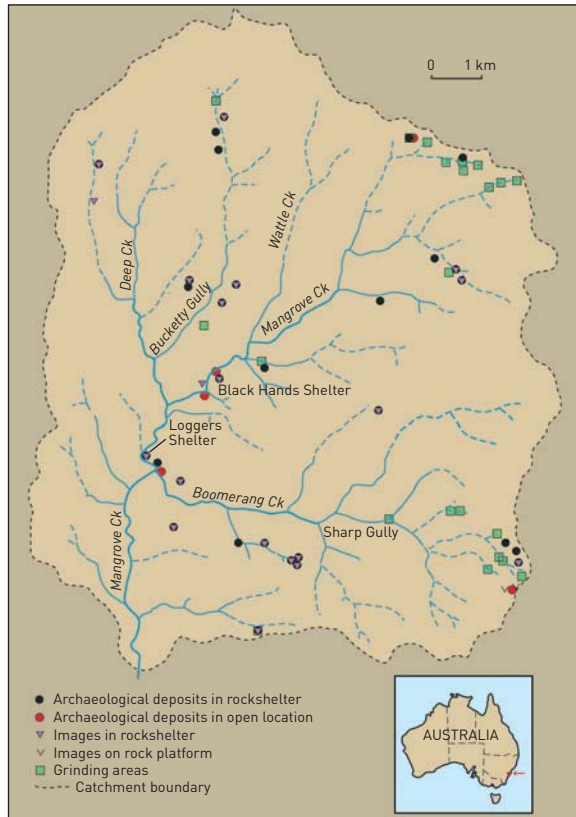 0 1 km
Wattle Ck
Deep Ck
Mangrove Ck
Bucketty Gully
Black Hands Shelter
Loggers
Shelter
Boomerang Ck
Sharp Gully
Mangrove Ck
Archaeological deposits in rockshelter
Archaeological deposits in open location
Images in rockshelter
Images on rock platform
Grinding areas
Catchment boundary
AUSTRALIA